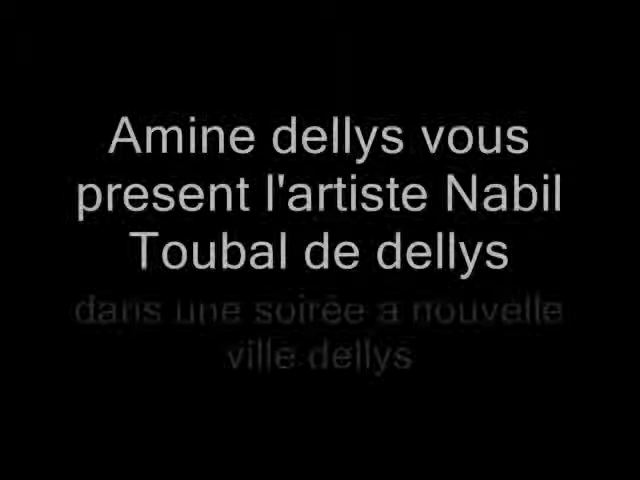 Amine dellys vous
present l'artiste Nabil
Toubal de dellys
dans une soirée a nouvelle
ville dellys